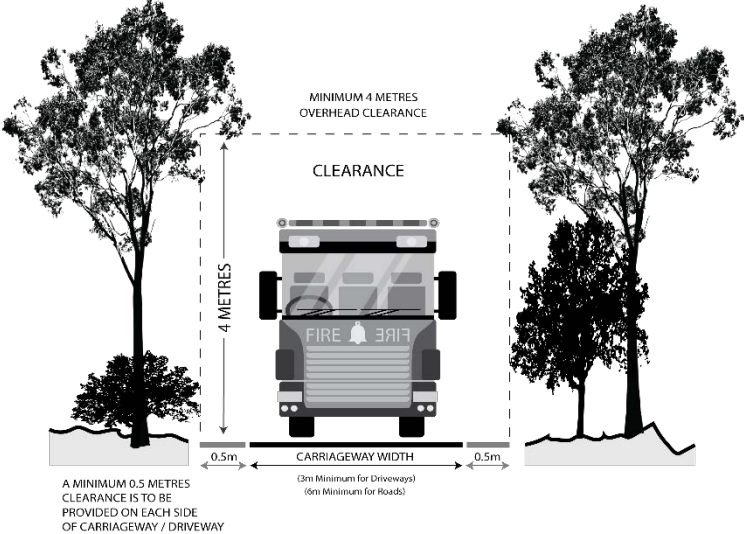 MINIMUM 4 METRES
OVERHEAD CLEARANCE
CLEARANCE
4 METRES
FIRE FIRE
0.5m
CARRIAGEWAY WIDTH
0.5m
(3m Minimum for Driveways)
(6m Minimum for Roads)
A MINIMUM 0.5 METRES
CLEARANCE IS TO BE
PROVIDED ON EACH SIDE
OF CARRIAGEWAY / DRIVEWAY